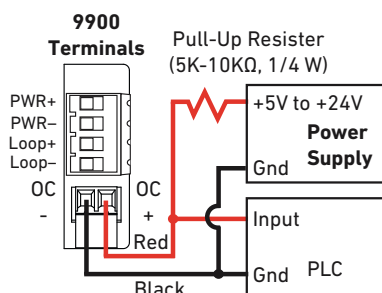 9900
Terminals
Pull-Up Resister
(5K-10KΩ, 1/4 W)
PWR+
PWR–
Loop+
Loop–
OC
-
OC
+
Red
Black
+5V to +24V
Power
Supply
Gnd
Input
Gnd
PLC